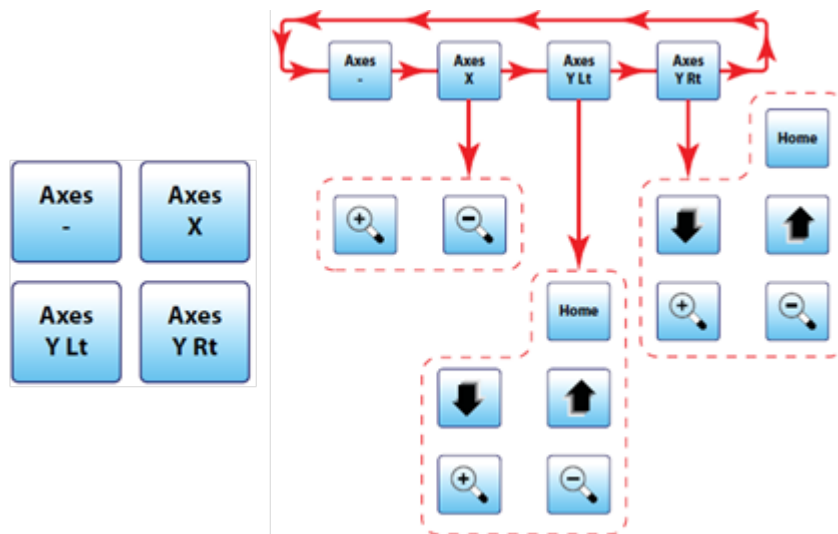 Axes
-
Axes
X
Axes
Y Lt
Axes
Y Rt
Axes
-
Axes
X
Axes
Y Lt
Axes
Y Rt
Home
Home